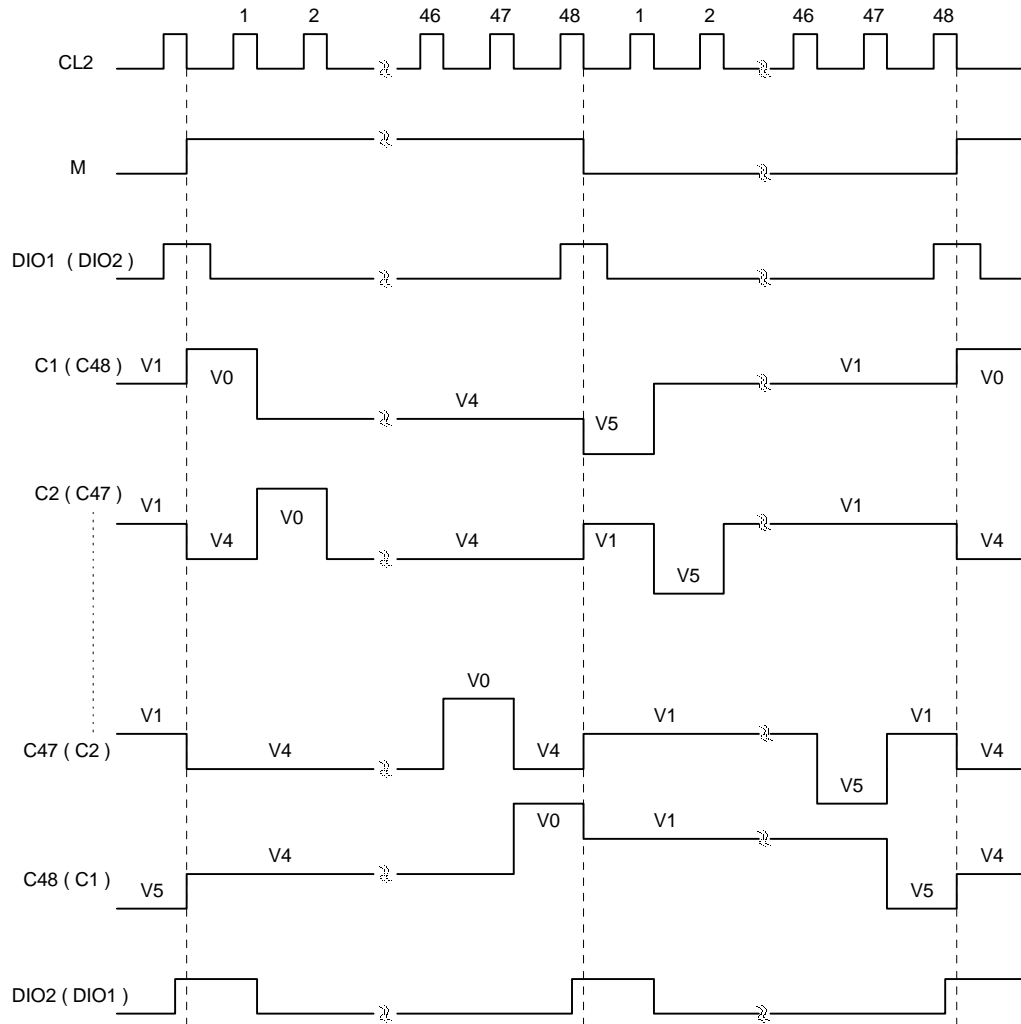 1 2 46 47 48 1 2 46 47 48
CL2
M
DIO1 ( DIO2 )
C1 ( C48 ) V1 V0 V4 V5 V1 V0
C2 ( C47 ) V1 V4 V0 V4 V1 V5 V1 V4
C47 ( C2 ) V1 V4 V0 V4 V1 V5 V1 V4
C48 ( C1 ) V5 V4 V0 V1 V5 V4
DIO2 ( DIO1 )